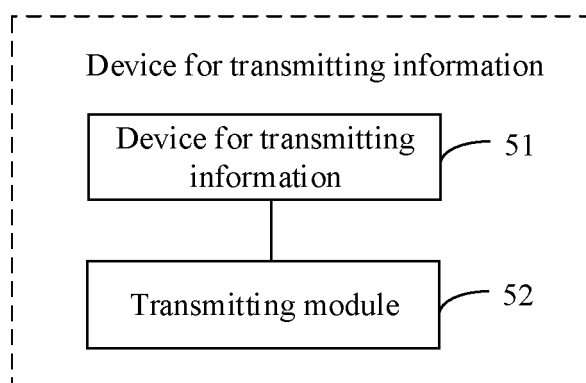 Device for transmitting information
Device for transmitting
information
51
Transmitting module
52